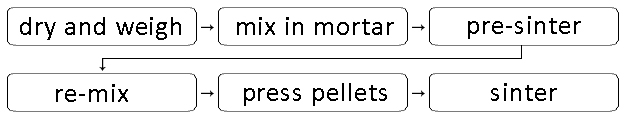 dry and weigh
mix in mortar
pre-sinter
re-mix
press pellets
sinter